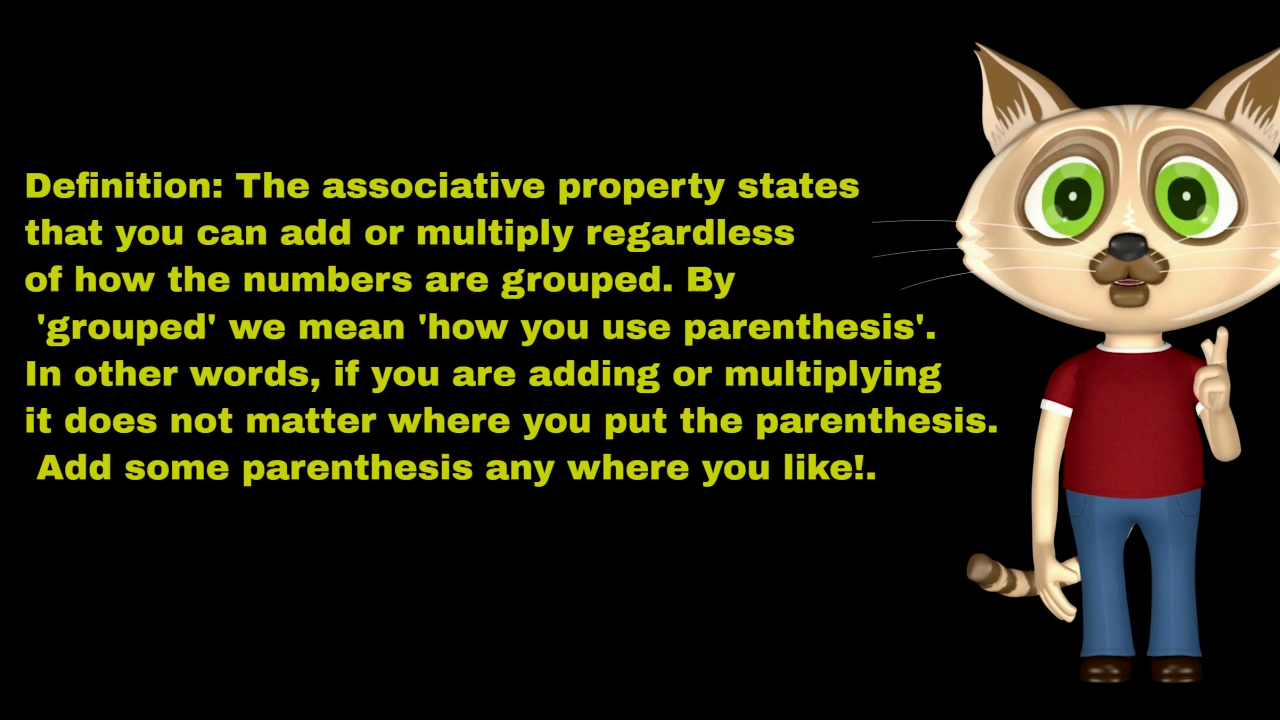 Definition: The associative property states
that you can add or multiply regardless
of how the numbers are grouped. By
'grouped' we mean 'how you use parenthesis'.
In other words, if you are adding or multiplying
it does not matter where you put the parenthesis.
Add some parenthesis any where you like!.